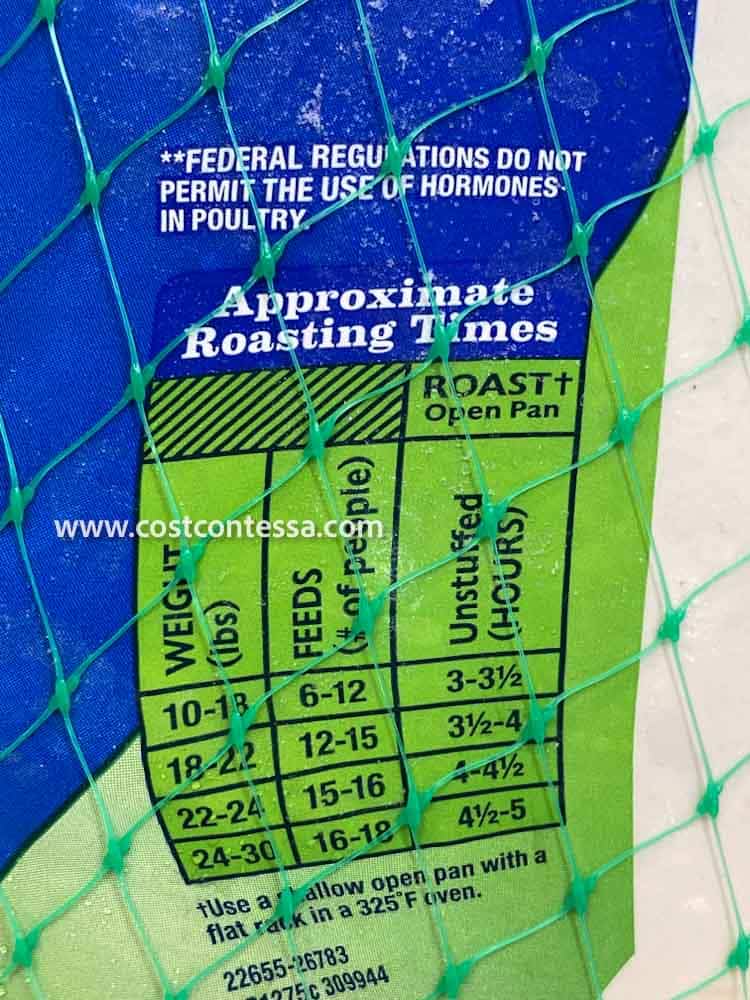 **FEDERAL REGULATIONS DO NOT
PERMIT THE USE OF HORMONES
IN POULTRY.
Approximate
Roasting Times
ROAST†
Open Pan
www.costcontessa.com
WEIGHT
(lbs)
FEEDS
(# of people)
Unstuffed
(HOURS)
10-18 6-12 3-3½
18-22 12-15 3½-4
22-24 15-16 4-4½
24-30 16-18 4½-5
†Use a shallow open pan with a
flat rack in a 325°F oven.
22655-26783
c 309944